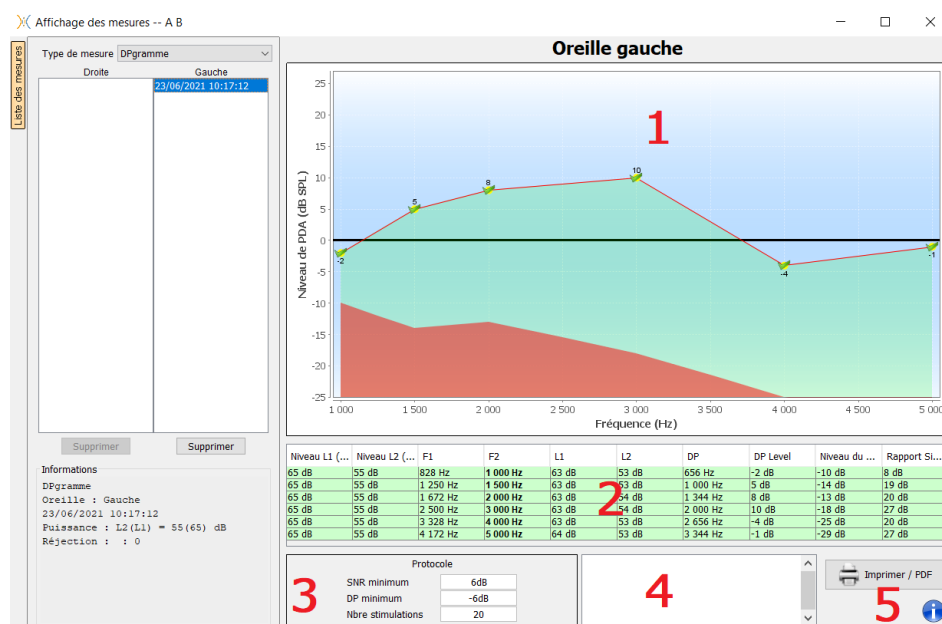 Affichage des mesures -- A B
Liste des mesures
Type de mesure DPgramme
Droite Gauche
23/06/2021 10:17:12
Supprimer Supprimer
Informations
DPgramme
Oreille : Gauche
23/06/2021 10:17:12
Puissance : L2(L1) = 55(65) dB
Réjection : : 0
Oreille gauche
1
Niveau de PDA (dB SPL)
25
20
15
10
5
0
-5
-10
-15
-20
-25
-2 5 8 10 -4 -1
1 000 1 500 2 000 2 500 3 000 3 500 4 000 4 500 5 000
Fréquence (Hz)
Niveau L1 (... Niveau L2 (... F1 F2 L1 L2 DP DP Level Niveau du ... Rapport Si...
65 dB 55 dB 828 Hz 1 000 Hz 63 dB 53 dB 656 Hz -2 dB -10 dB 8 dB
65 dB 55 dB 1 250 Hz 1 500 Hz 63 dB 53 dB 1 000 Hz 5 dB -14 dB 19 dB
65 dB 55 dB 1 672 Hz 2 000 Hz 63 dB 54 dB 1 344 Hz 8 dB -13 dB 20 dB
65 dB 55 dB 2 500 Hz 3 000 Hz 63 dB 54 dB 2 000 Hz 10 dB -18 dB 27 dB
65 dB 55 dB 3 328 Hz 4 000 Hz 63 dB 53 dB 2 656 Hz -4 dB -25 dB 20 dB
65 dB 55 dB 4 172 Hz 5 000 Hz 64 dB 53 dB 3 344 Hz -1 dB -29 dB 27 dB
2
Protocole
3
SNR minimum 6dB
DP minimum -6dB
Nbre stimulations 20
4
Imprimer / PDF
5
i